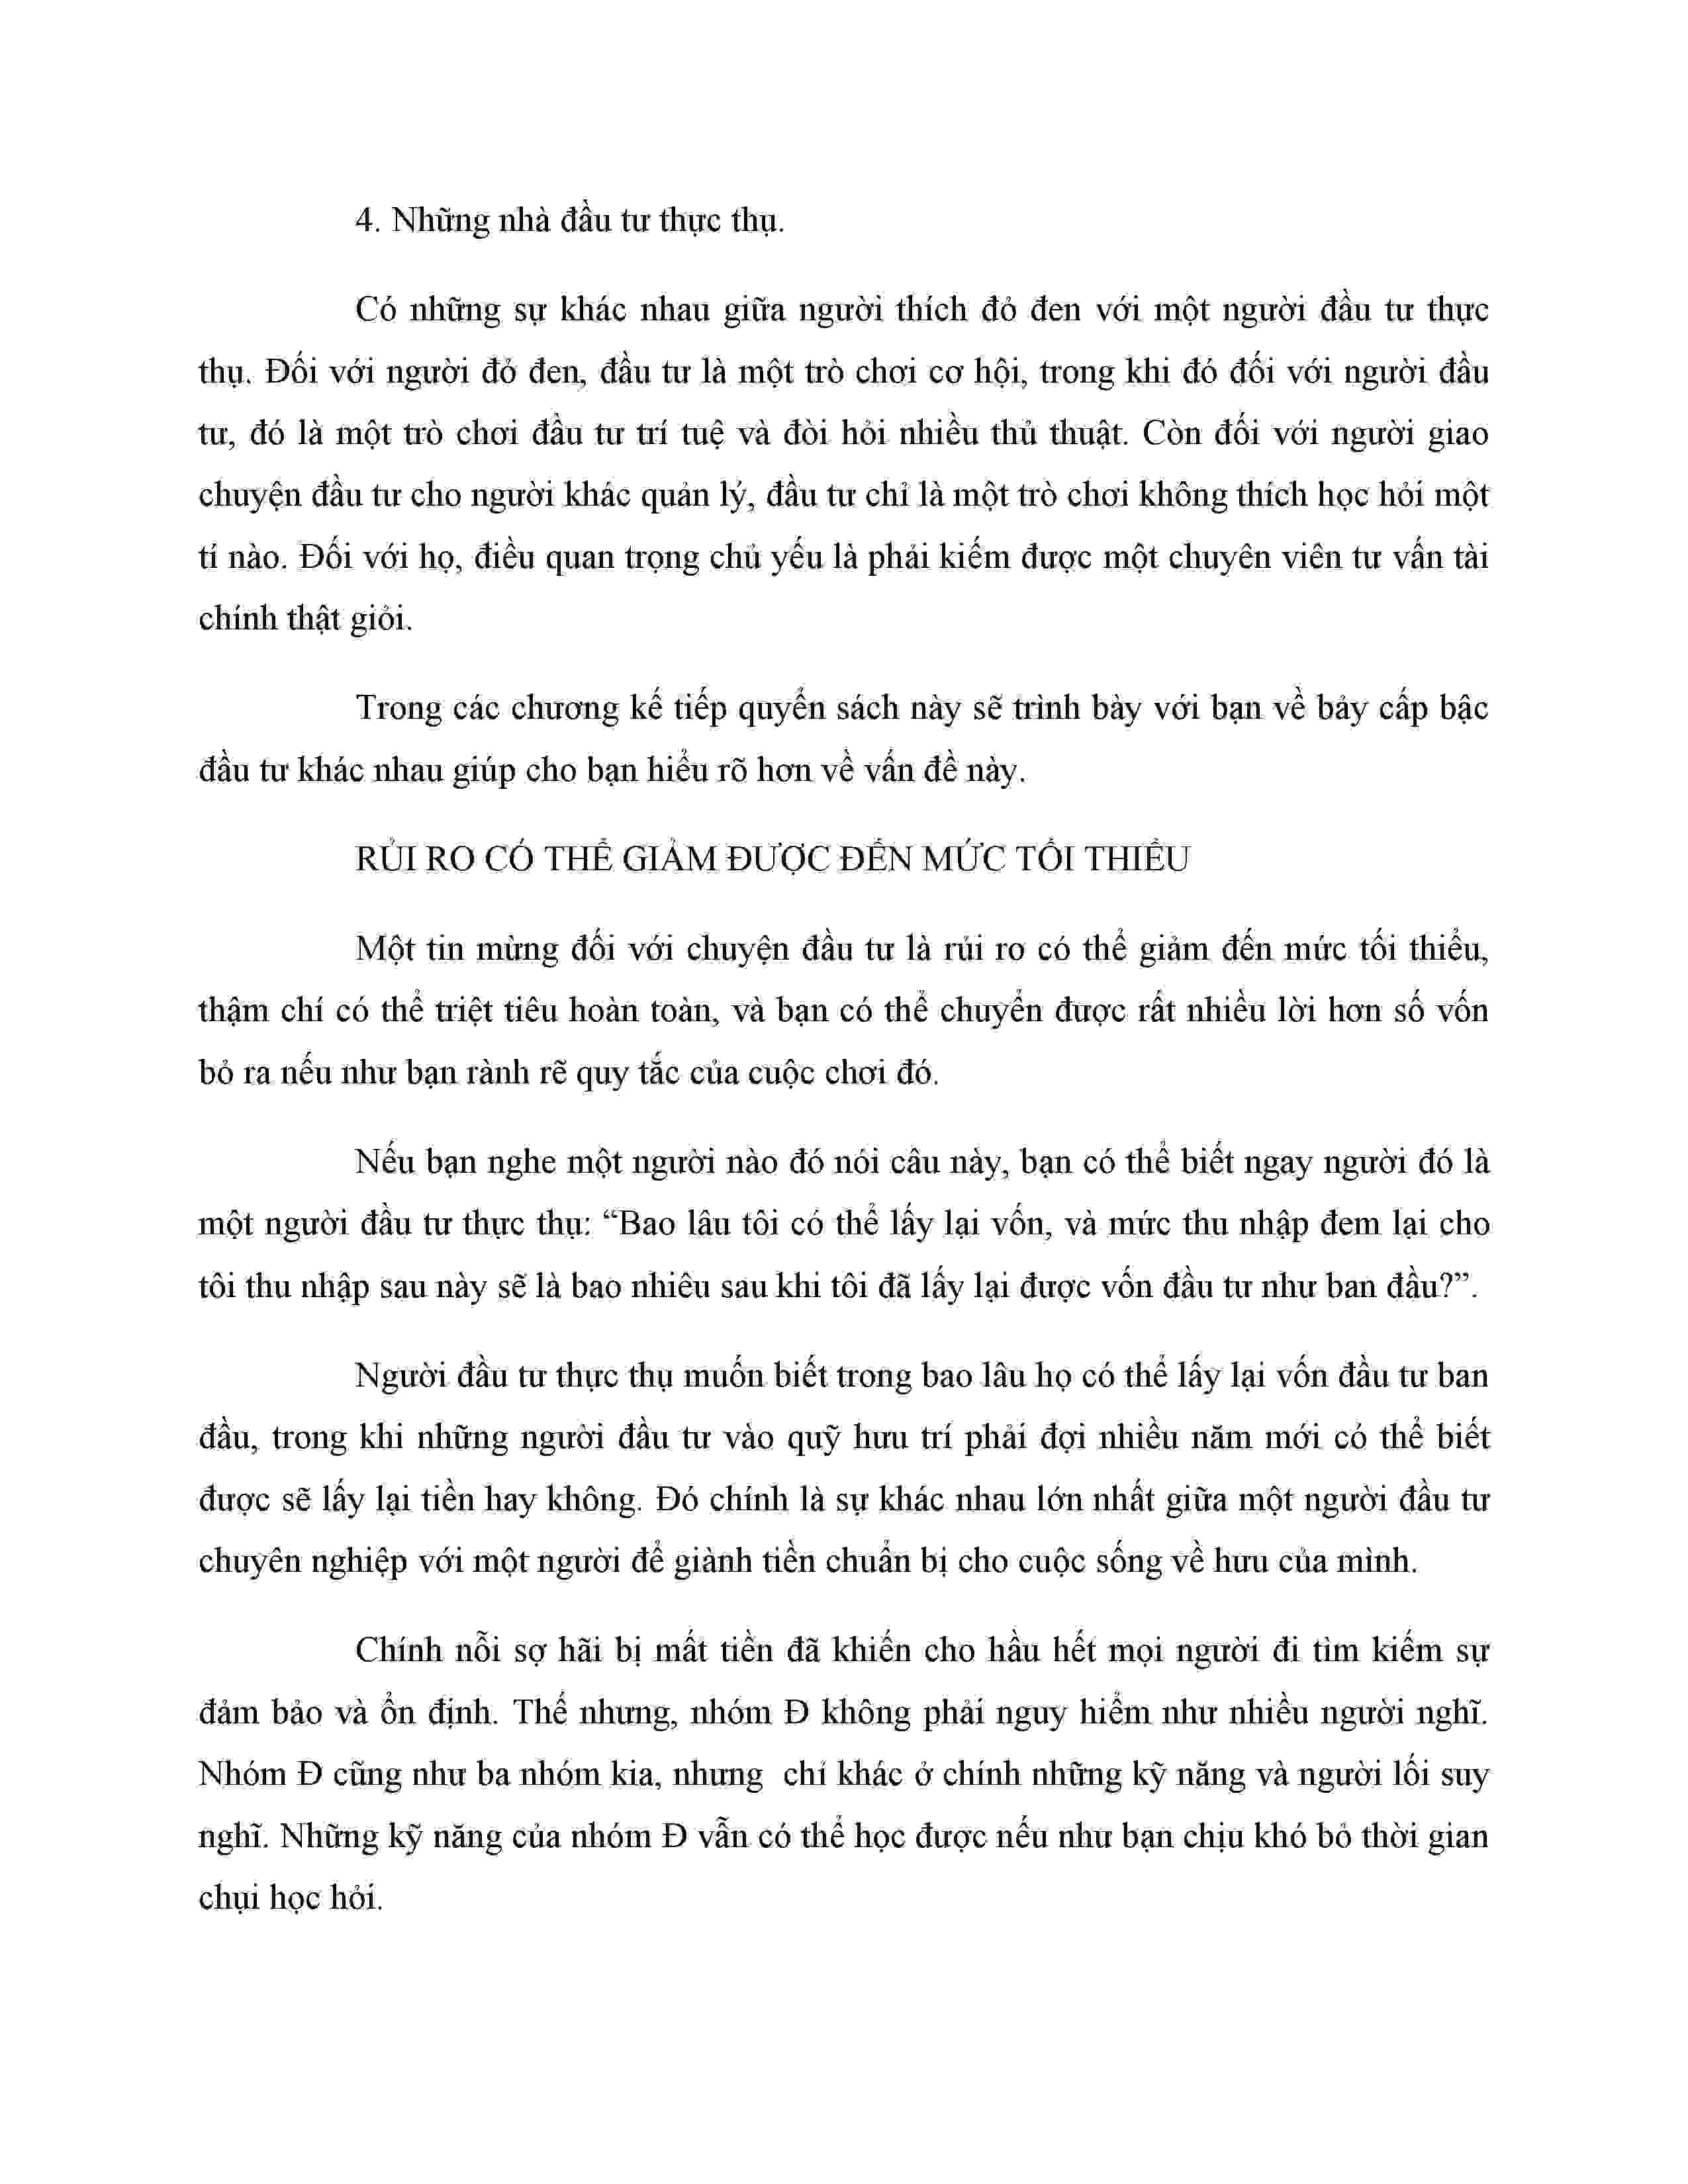 4. Những nhà đầu tư thực thụ.
Có những sự khác nhau giữa người thích đỏ đen với một người đầu tư thực
thụ. Đối với người đỏ đen, đầu tư là một trò chơi cơ hội, trong khi đó đối với người đầu
tư, đó là một trò chơi đầu tư trí tuệ và đòi hỏi nhiều thủ thuật. Còn đối với người giao
chuyện đầu tư cho người khác quản lý, đầu tư chỉ là một trò chơi không thích học hỏi một
tí nào. Đối với họ, điều quan trọng chủ yếu là phải kiếm được một chuyên viên tư vấn tài
chính thật giỏi.
Trong các chương kế tiếp quyển sách này sẽ trình bày với bạn về bảy cấp bậc
đầu tư khác nhau giúp cho bạn hiểu rõ hơn về vấn đề này.
RỦI RO CÓ THỂ GIẢM ĐƯỢC ĐẾN MỨC TỐI THIỂU
Một tin mừng đối với chuyện đầu tư là rủi ro có thể giảm đến mức tối thiểu,
thậm chí có thể triệt tiêu hoàn toàn, và bạn có thể chuyển được rất nhiều lời hơn số vốn
bỏ ra nếu như bạn rành rẽ quy tắc của cuộc chơi đó.
Nếu bạn nghe một người nào đó nói câu này, bạn có thể biết ngay người đó là
một người đầu tư thực thụ: “Bao lâu tôi có thể lấy lại vốn, và mức thu nhập đem lại cho
tôi thu nhập sau này sẽ là bao nhiêu sau khi tôi đã lấy lại được vốn đầu tư như ban đầu?”.
Người đầu tư thực thụ muốn biết trong bao lâu họ có thể lấy lại vốn đầu tư ban
đầu, trong khi những người đầu tư vào quỹ hưu trí phải đợi nhiều năm mới có thể biết
được sẽ lấy lại tiền hay không. Đó chính là sự khác nhau lớn nhất giữa một người đầu tư
chuyên nghiệp với một người để giành tiền chuẩn bị cho cuộc sống về hưu của mình.
Chính nỗi sợ hãi bị mất tiền đã khiến cho hầu hết mọi người đi tìm kiếm sự
đảm bảo và ổn định. Thế nhưng, nhóm Đ không phải nguy hiểm như nhiều người nghĩ.
Nhóm Đ cũng như ba nhóm kia, nhưng  chỉ khác ở chính những kỹ năng và người lối suy
nghĩ. Những kỹ năng của nhóm Đ vẫn có thể học được nếu như bạn chịu khó bỏ thời gian
chụi học hỏi.